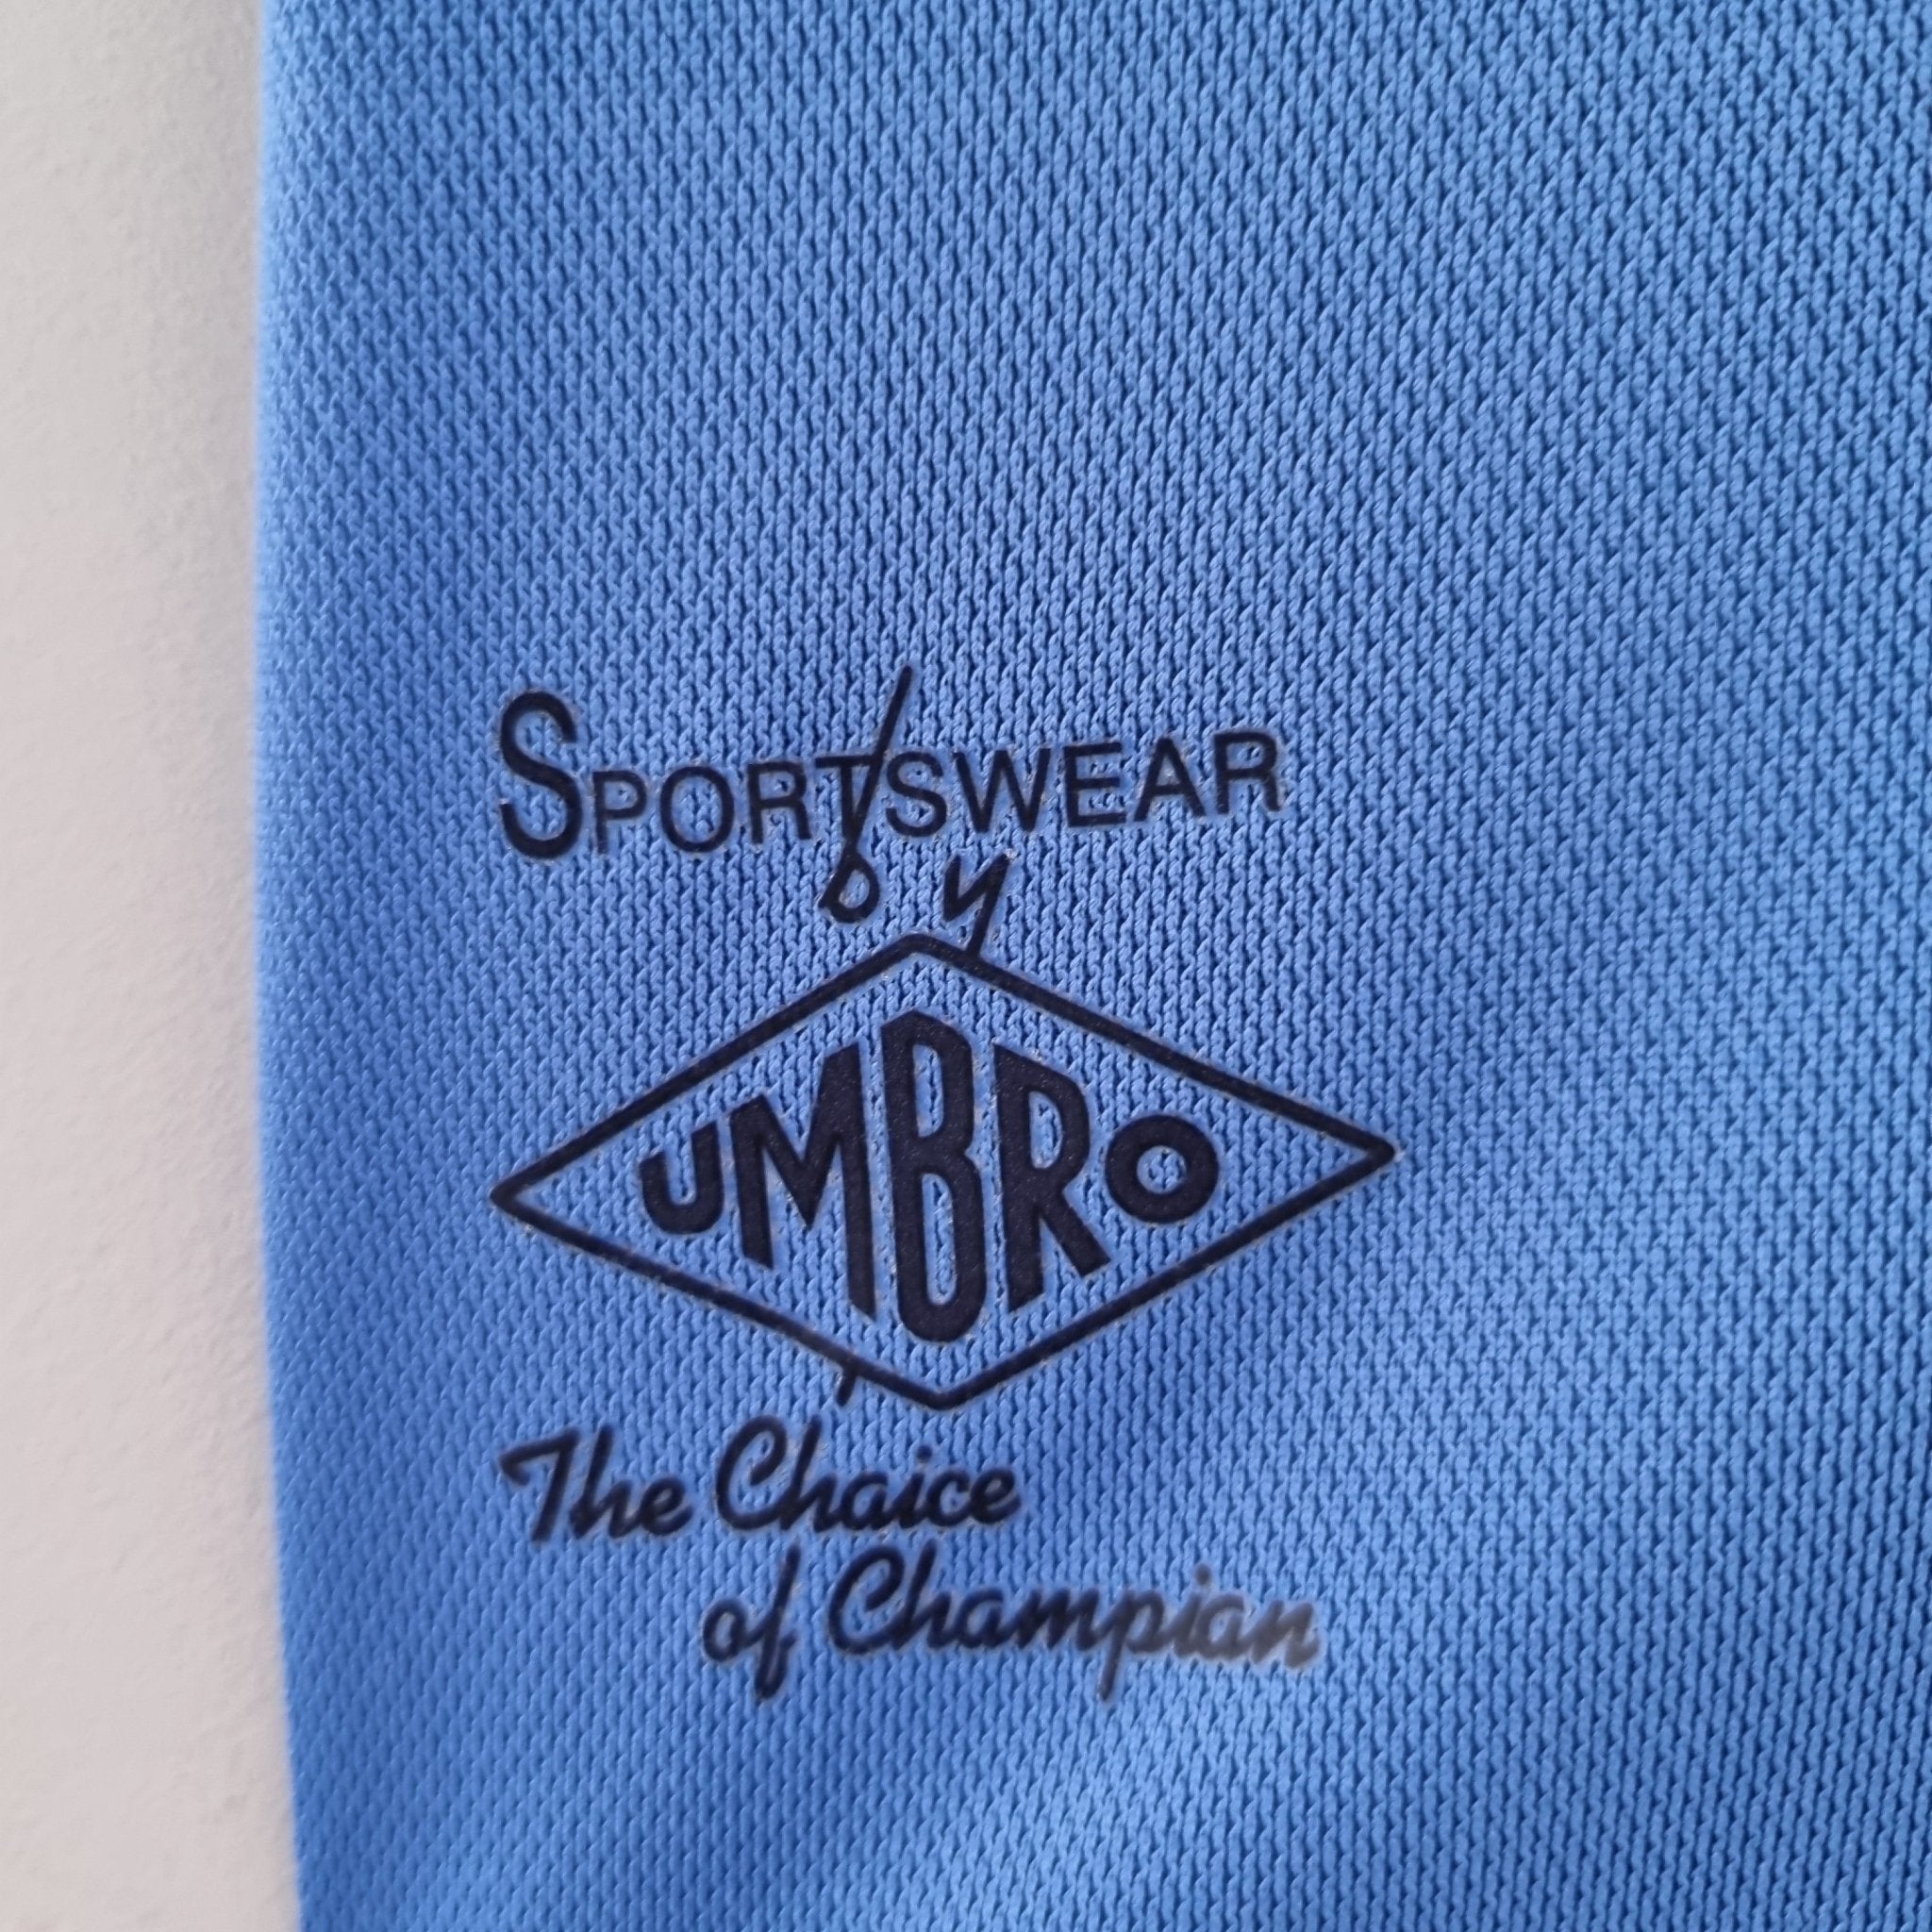 SPORTSWEAR
by
UMBRO
The Chaice
of Champian